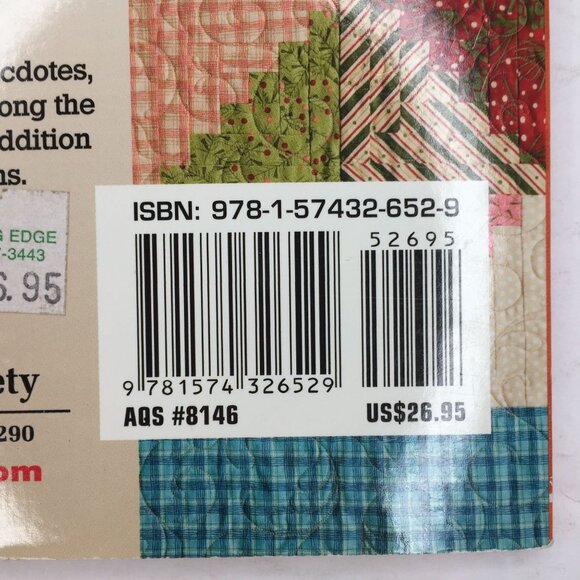 cdotes,
ong the
ddition
ns.
ISBN: 978-1-57432-652-9
52695
G EDGE
7-3443
6.95
9 781574 326529
AQS #8146 US$26.95
ety
290
om